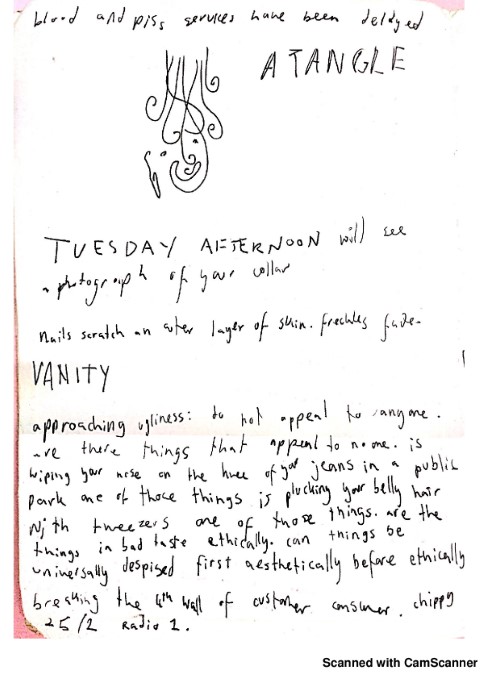 blood and piss services have been delayed
A TANGLE
TUESDAY AFTERNOON will see
a photograph of your collar
nails scratch an outer layer of skin. freckles fade.
VANITY
approaching ugliness: to not appeal to anyone.
are there things that appeal to no one. is
wiping your nose on the knee of your jeans in a public
park one of those things is plucking your belly hair
with tweezers one of those things. are the
things in bad taste ethically. can things be
universally despised first aesthetically before ethically
breaking the 4th wall of customer consumer. chippy
25/2 Radio 1.
Scanned with CamScanner